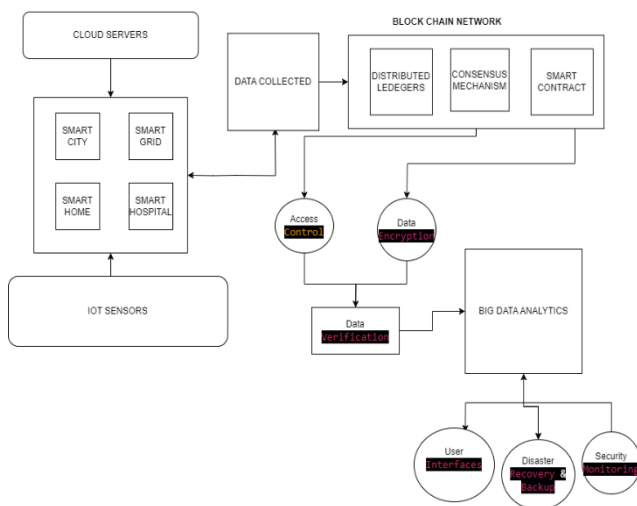 CLOUD SERVERS
SMART
CITY
SMART
GRID
SMART
HOME
SMART
HOSPITAL
IOT SENSORS
DATA COLLECTED
BLOCK CHAIN NETWORK
DISTRIBUTED
LEDEGERS
CONSENSUS
MECHANISM
SMART
CONTRACT
Access
Control
Data
Encryption
Data
Verification
BIG DATA ANALYTICS
User
Interfaces
Disaster
Recovery &
Backup
Security
Monitoring